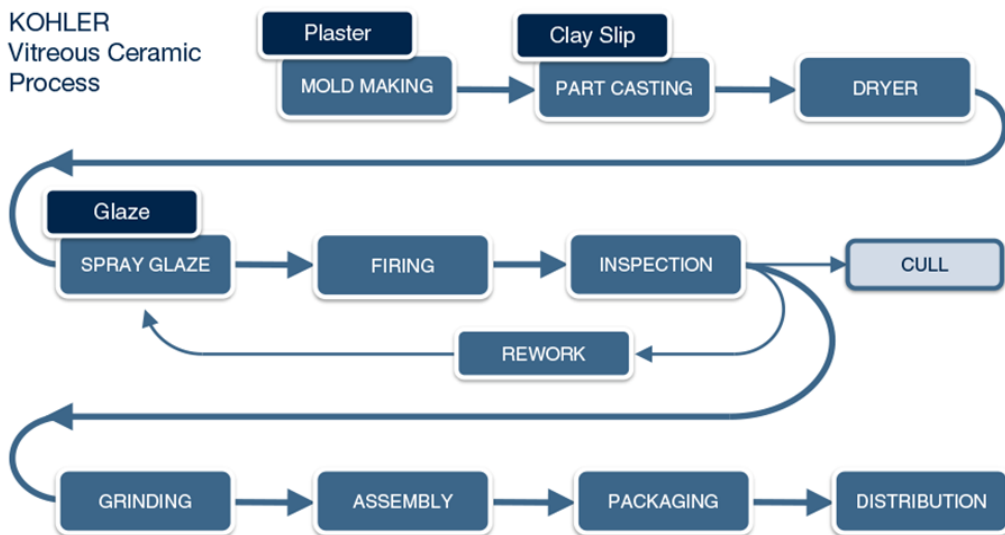 KOHLER
Vitreous Ceramic
Process
Plaster
MOLD MAKING
Clay Slip
PART CASTING
DRYER
Glaze
SPRAY GLAZE
FIRING
INSPECTION
CULL
REWORK
GRINDING
ASSEMBLY
PACKAGING
DISTRIBUTION